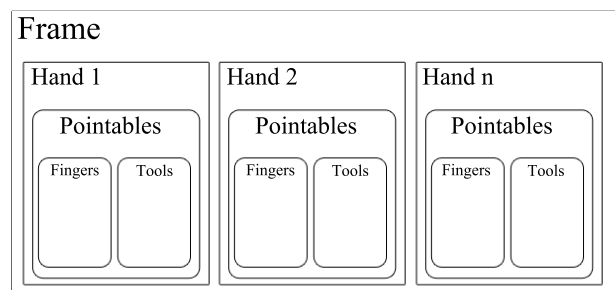 Frame
Hand 1
Pointables
Fingers
Tools
Hand 2
Pointables
Fingers
Tools
Hand n
Pointables
Fingers
Tools